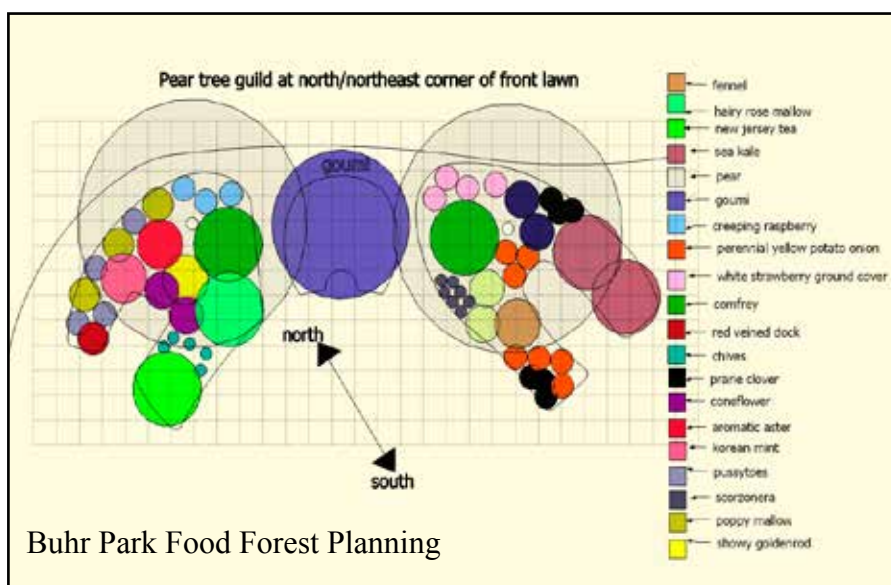 Pear tree guild at north/northeast corner of front lawn
goumi
north
south
fennel
hairy rose mallow
new jersey tea
sea kale
pear
goumi
creeping raspberry
perennial yellow potato onion
white strawberry ground cover
comfrey
red veined dock
chives
prarie clover
coneflower
aromatic aster
korean mint
pussytoes
scorzonera
poppy mallow
showy goldenrod
Buhr Park Food Forest Planning